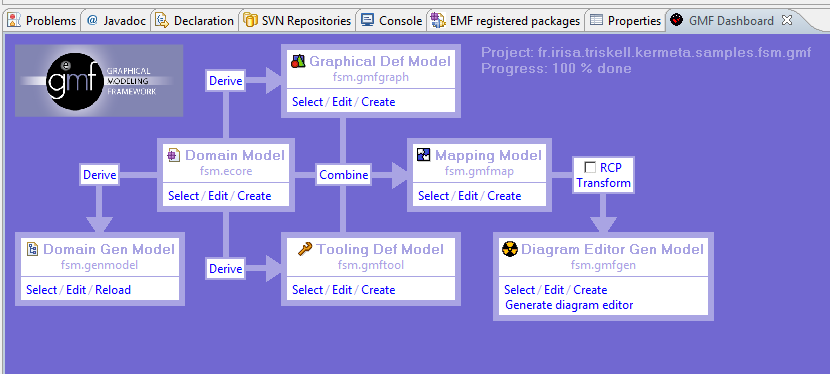 Problems @ Javadoc Declaration SVN Repositories Console EMF registered packages Properties GMF Dashboard
gmf GRAPHICAL
MODELING
FRAMEWORK
Project: fr.irisa.triskell.kermeta.samples.fsm.gmf
Progress: 100 % done
Derive
Graphical Def Model
fsm.gmfgraph
Select / Edit / Create
Derive
Domain Model
fsm.ecore
Select / Edit / Create
Combine
Mapping Model
fsm.gmfmap
Select / Edit / Create
RCP
Transform
Domain Gen Model
fsm.genmodel
Select / Edit / Reload
Derive
Tooling Def Model
fsm.gmftool
Select / Edit / Create
Diagram Editor Gen Model
fsm.gmfgen
Select / Edit / Create
Generate diagram editor